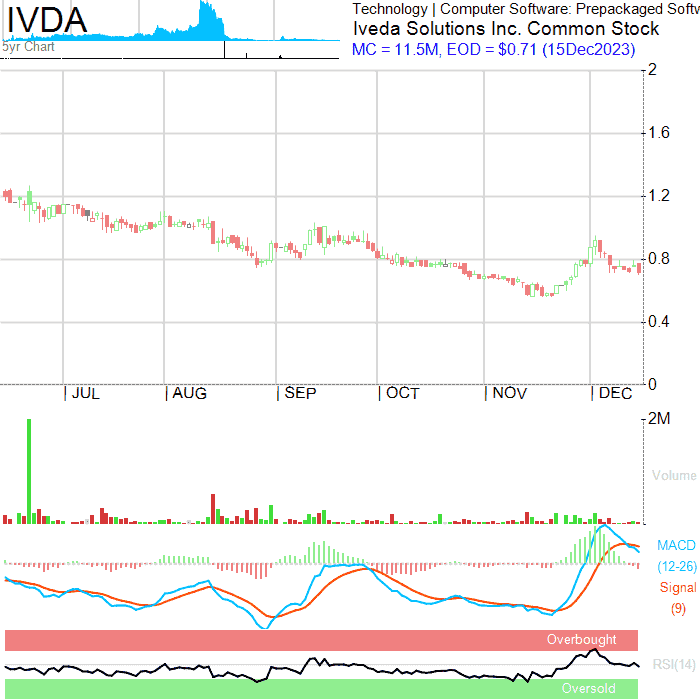 IVDA
5yr Chart
Technology | Computer Software: Prepackaged Softw
Iveda Solutions Inc. Common Stock
MC = 11.5M, EOD = $0.71 (15Dec2023)
2
1.6
1.2
0.8
0.4
0
JUL AUG SEP OCT NOV DEC
2M
Volume
MACD
(12-26)
Signal
(9)
Overbought
RSI(14)
Oversold